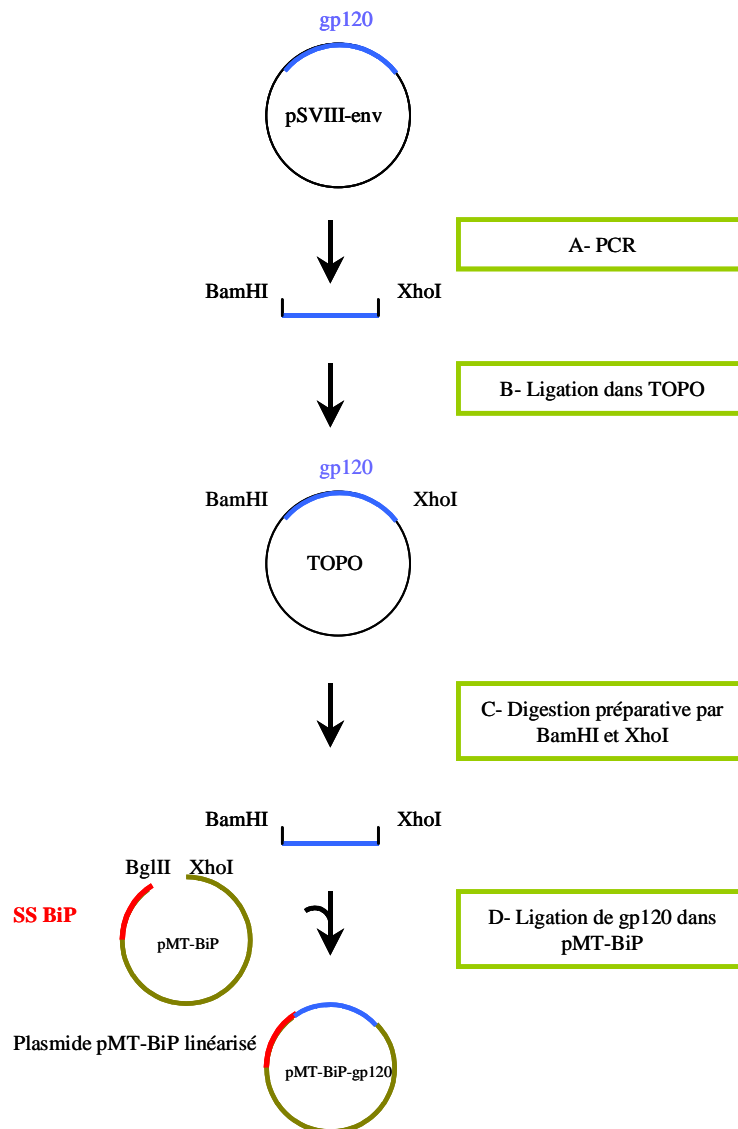 gp120
pSVIII-env
A- PCR
BamHI
XhoI
B- Ligation dans TOPO
gp120
BamHI
XhoI
TOPO
C- Digestion préparative par
BamHI et XhoI
BamHI
XhoI
BglII
XhoI
SS BiP
pMT-BiP
D- Ligation de gp120 dans
pMT-BiP
Plasmide pMT-BiP linéarisé
pMT-BiP-gp120